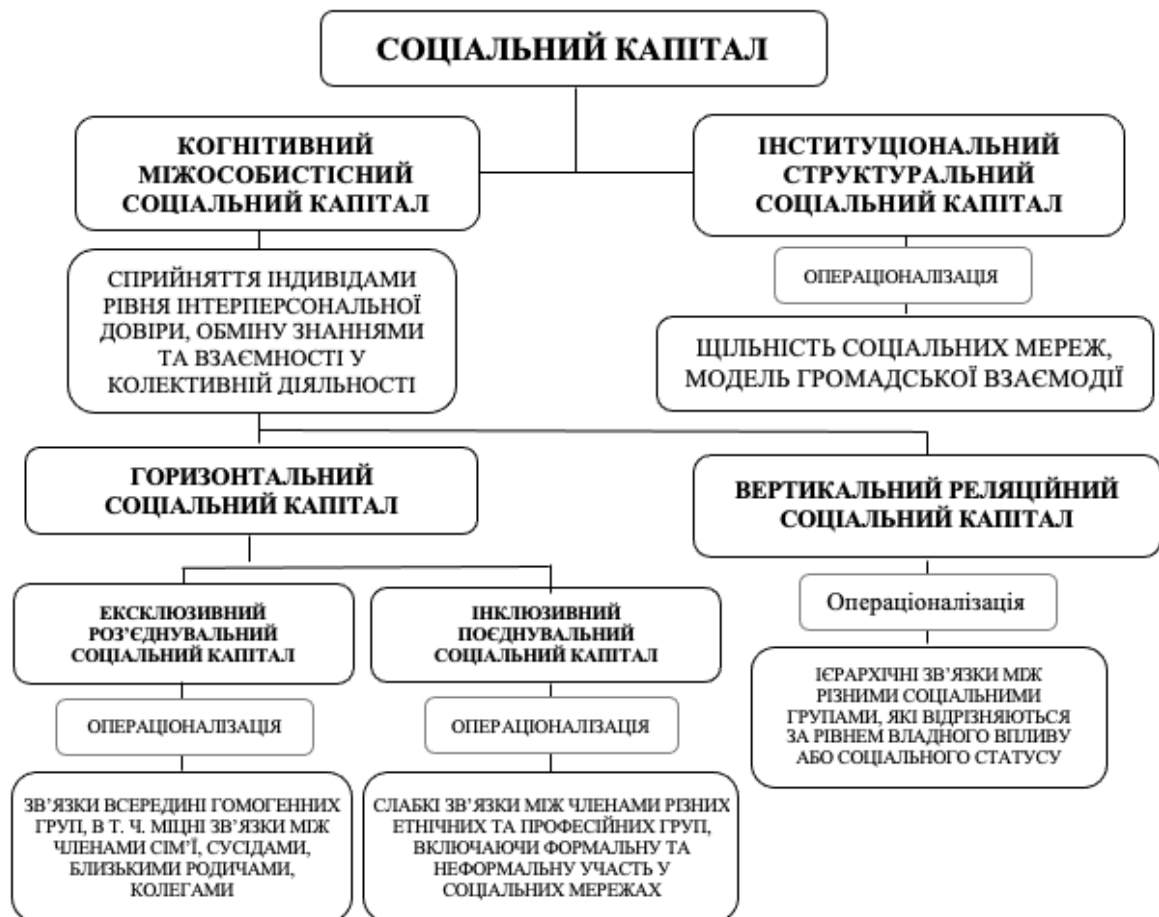 СОЦІАЛЬНИЙ КАПІТАЛ
КОГНІТИВНИЙ
МІЖОСОБИСТІСНИЙ
СОЦІАЛЬНИЙ КАПІТАЛ
ІНСТИТУЦІОНАЛЬНИЙ
СТРУКТУРАЛЬНИЙ
СОЦІАЛЬНИЙ КАПІТАЛ
СПРИЙНЯТТЯ ІНДИВІДАМИ
РІВНЯ ІНТЕРПЕРСОНАЛЬНОЇ
ДОВІРИ, ОБМІНУ ЗНАННЯМИ
ТА ВЗАЄМНОСТІ У
КОЛЕКТИВНІЙ ДІЯЛЬНОСТІ
ОПЕРАЦІОНАЛІЗАЦІЯ
ЩІЛЬНІСТЬ СОЦІАЛЬНИХ МЕРЕЖ,
МОДЕЛЬ ГРОМАДСЬКОЇ ВЗАЄМОДІЇ
ГОРИЗОНТАЛЬНИЙ
СОЦІАЛЬНИЙ КАПІТАЛ
ВЕРТИКАЛЬНИЙ РЕЛЯЦІЙНИЙ
СОЦІАЛЬНИЙ КАПІТАЛ
ЕКСКЛЮЗИВНИЙ
РОЗ’ЄДНУВАЛЬНИЙ
СОЦІАЛЬНИЙ КАПІТАЛ
ІНКЛЮЗИВНИЙ
ПОЄДНУВАЛЬНИЙ
СОЦІАЛЬНИЙ КАПІТАЛ
Операціоналізація
ОПЕРАЦІОНАЛІЗАЦІЯ
ОПЕРАЦІОНАЛІЗАЦІЯ
ІЄРАРХІЧНІ ЗВ’ЯЗКИ МІЖ
РІЗНИМИ СОЦІАЛЬНИМИ
ГРУПАМИ, ЯКІ ВІДРІЗНЯЮТЬСЯ
ЗА РІВНЕМ ВЛАДНОГО ВПЛИВУ
АБО СОЦІАЛЬНОГО СТАТУСУ
ЗВ’ЯЗКИ ВСЕРЕДИНІ ГОМОГЕННИХ
ГРУП, В Т. Ч. МІЦНІ ЗВ’ЯЗКИ МІЖ
ЧЛЕНАМИ СІМ’Ї, СУСІДАМИ,
БЛИЗЬКИМИ РОДИЧАМИ,
КОЛЕГАМИ
СЛАБКІ ЗВ’ЯЗКИ МІЖ ЧЛЕНАМИ РІЗНИХ
ЕТНІЧНИХ ТА ПРОФЕСІЙНИХ ГРУП,
ВКЛЮЧАЮЧИ ФОРМАЛЬНУ ТА
НЕФОРМАЛЬНУ УЧАСТЬ У
СОЦІАЛЬНИХ МЕРЕЖАХ